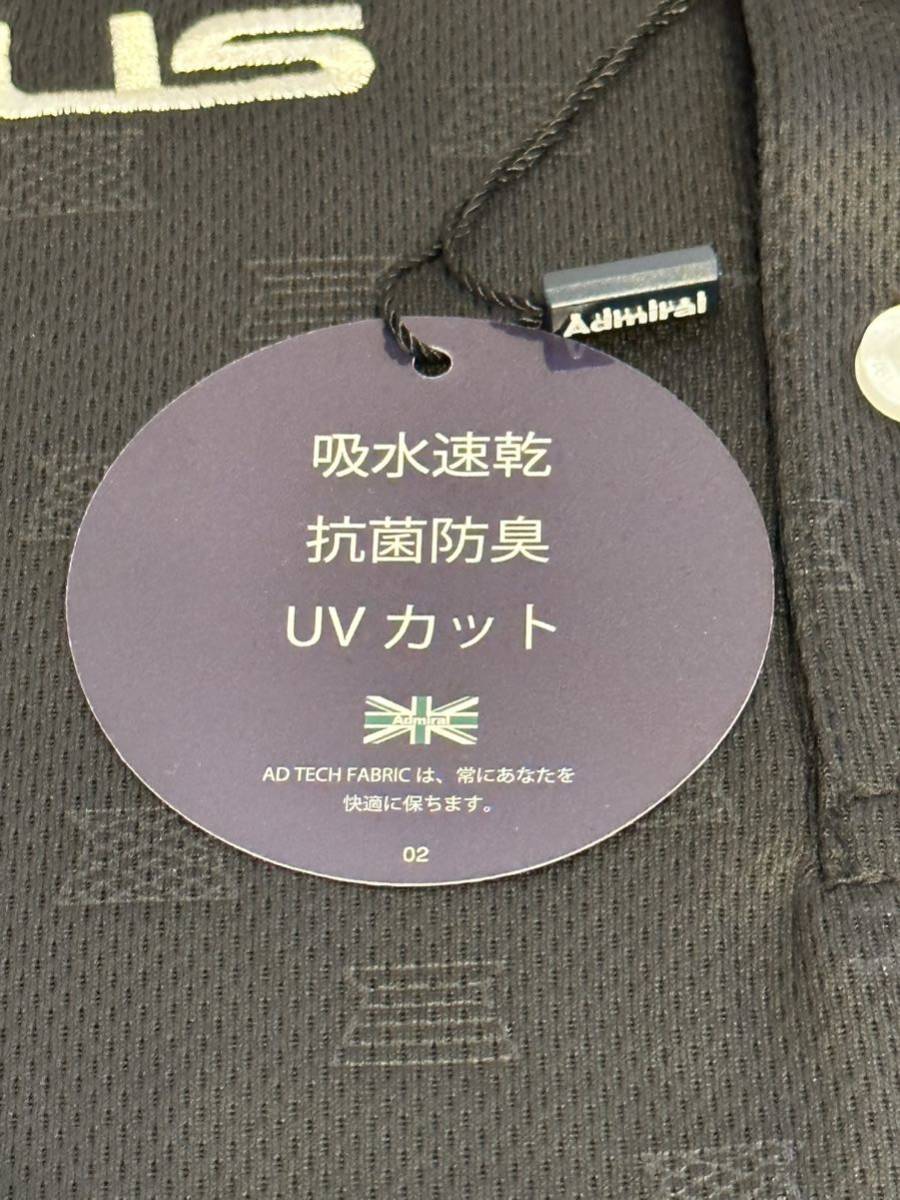 us
Admiral
吸水速乾
抗菌防臭
UV カット
Admiral
AD TECH FABRIC は、常にあなたを
快適に保ちます。
02